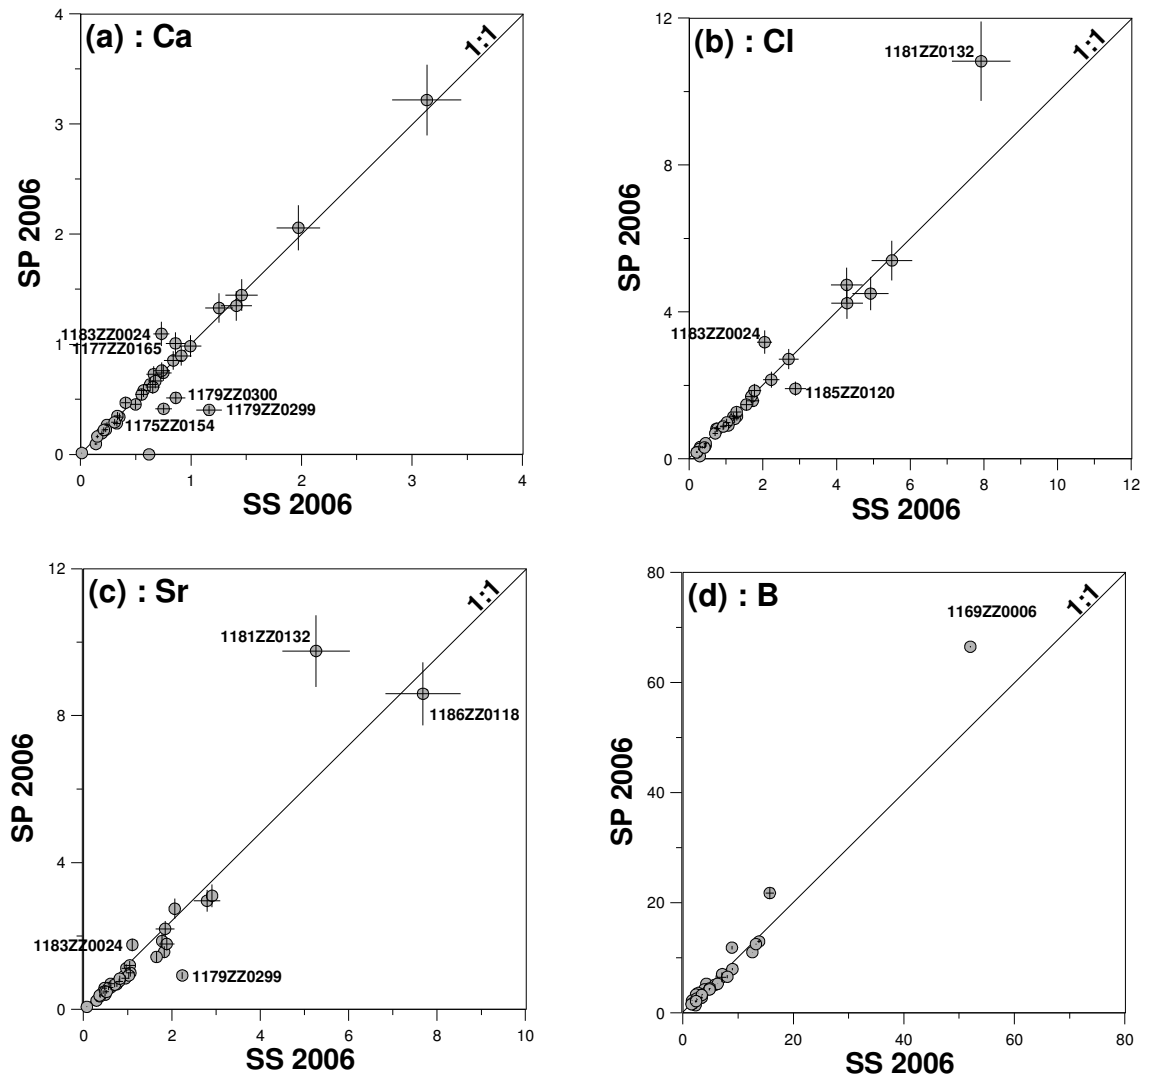 (a) : Ca
1:1
4
3
2
1
0
SP 2006
1183ZZ0024
1177ZZ0165
1179ZZ0300
1179ZZ0299
1175ZZ0154
0
1
2
3
4
SS 2006
(b) : Cl
1:1
12
8
4
0
SP 2006
1181ZZ0132
1183ZZ0024
1185ZZ0120
0
2
4
6
8
10
12
SS 2006
(c) : Sr
1:1
12
8
4
0
SP 2006
1181ZZ0132
1186ZZ0118
1183ZZ0024
1179ZZ0299
0
2
4
6
8
10
SS 2006
(d) : B
1:1
80
60
40
20
0
SP 2006
1169ZZ0006
0
20
40
60
80
SS 2006